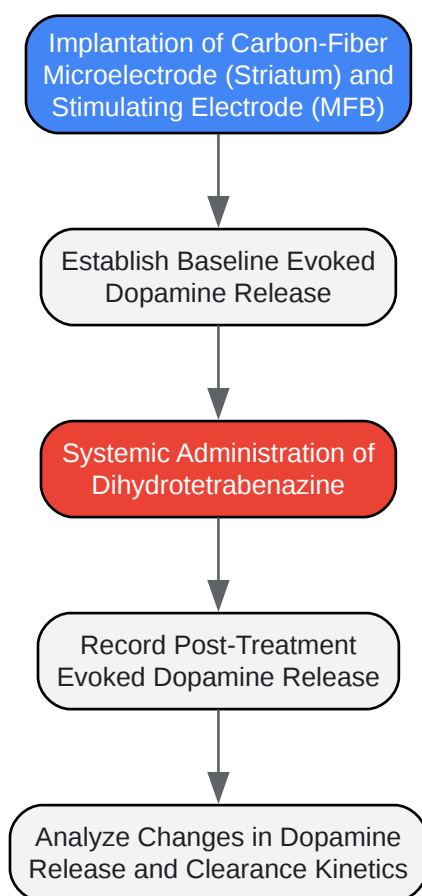 Implantation of Carbon-Fiber
Microelectrode (Striatum) and
Stimulating Electrode (MFB)
Establish Baseline Evoked
Dopamine Release
Systemic Administration of
Dihydrotetrabenazine
Record Post-Treatment
Evoked Dopamine Release
Analyze Changes in Dopamine
Release and Clearance Kinetics